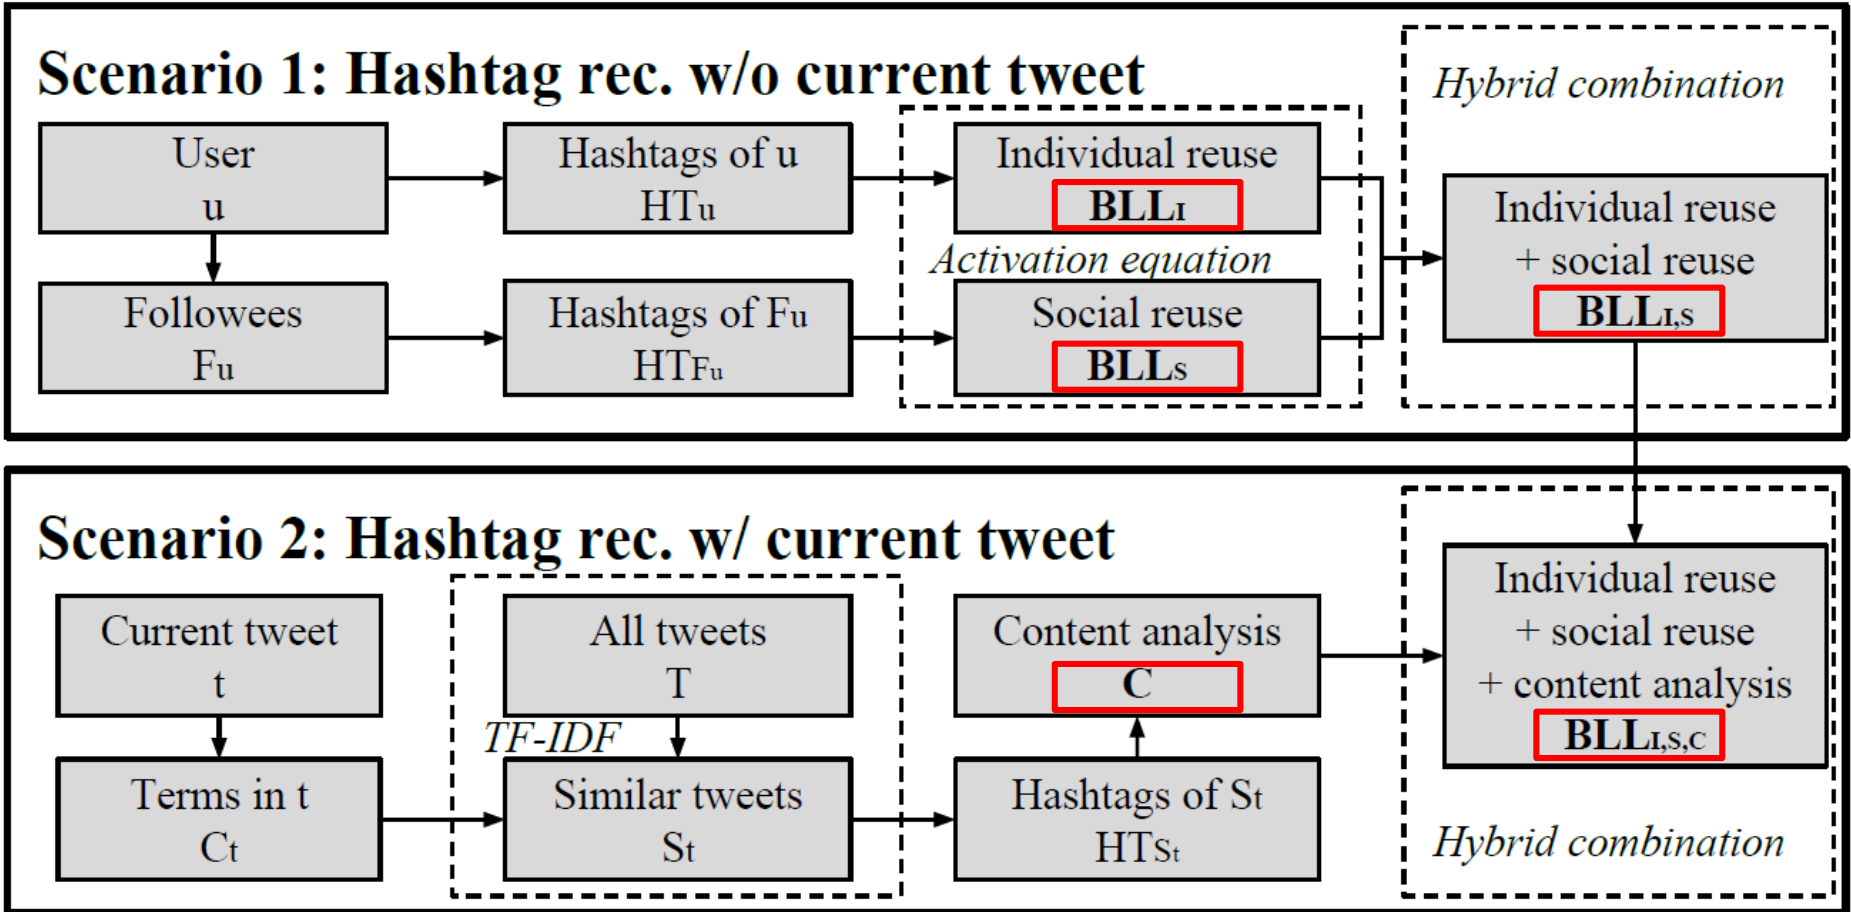 Scenario 1: Hashtag rec. w/o current tweet
Hybrid combination
User
u
Hashtags of u
HTu
Individual reuse
BLLI
Activation equation
Followees
Fu
Hashtags of Fu
HTFu
Social reuse
BLLS
Individual reuse
+ social reuse
BLLI,S
Scenario 2: Hashtag rec. w/ current tweet
Current tweet
t
All tweets
T
Content analysis
C
TF-IDF
Terms in t
Ct
Similar tweets
St
Hashtags of St
HTSt
Individual reuse
+ social reuse
+ content analysis
BLLI,S,C
Hybrid combination